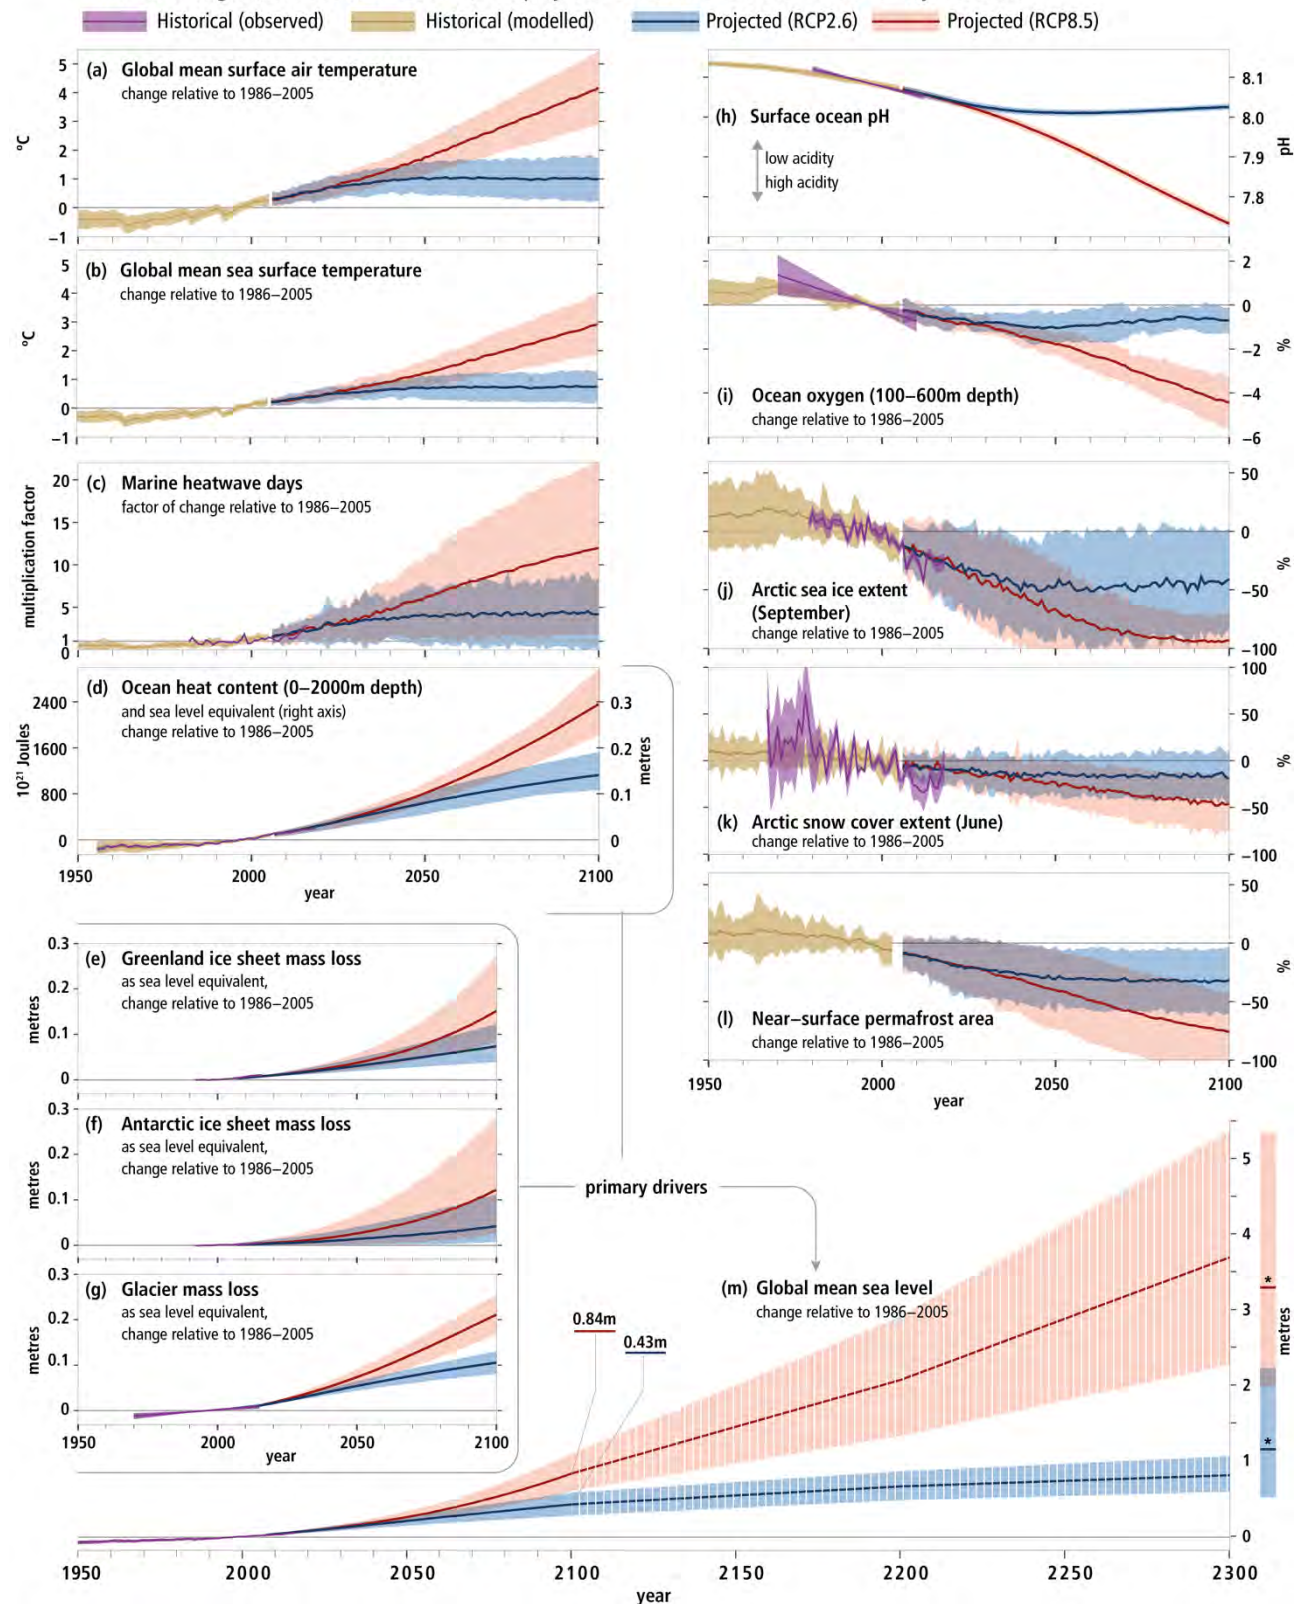 Historical (observed) Historical (modelled) Projected (RCP2.6) Projected (RCP8.5)
(a) Global mean surface air temperature
change relative to 1986–2005
°C
5
4
3
2
1
0
–1
(b) Global mean sea surface temperature
change relative to 1986–2005
°C
5
4
3
2
1
0
–1
(c) Marine heatwave days
factor of change relative to 1986–2005
multiplication factor
20
15
10
5
1
0
(d) Ocean heat content (0–2000m depth)
and sea level equivalent (right axis)
change relative to 1986–2005
10²¹ Joules
2400
1600
800
0
0.3
0.2
0.1
0
metres
1950 2000 2050 2100
year
(e) Greenland ice sheet mass loss
as sea level equivalent,
change relative to 1986–2005
metres
0.3
0.2
0.1
0
(f) Antarctic ice sheet mass loss
as sea level equivalent,
change relative to 1986–2005
metres
0.3
0.2
0.1
0
(g) Glacier mass loss
as sea level equivalent,
change relative to 1986–2005
metres
0.3
0.2
0.1
0
1950 2000 2050 2100
year
(h) Surface ocean pH
low acidity
high acidity
8.1
8.0
7.9
7.8
pH
(i) Ocean oxygen (100–600m depth)
change relative to 1986–2005
2
0
–2
–4
–6
%
(j) Arctic sea ice extent
(September)
change relative to 1986–2005
50
0
–50
–100
%
(k) Arctic snow cover extent (June)
change relative to 1986–2005
100
50
0
–50
–100
%
(l) Near–surface permafrost area
change relative to 1986–2005
50
0
–50
–100
%
1950 2000 2050 2100
year
primary drivers
(m) Global mean sea level
change relative to 1986–2005
0.84m
0.43m
5
4
3
2
1
0
metres
*
*
1950 2000 2050 2100 2150 2200 2250 2300
year